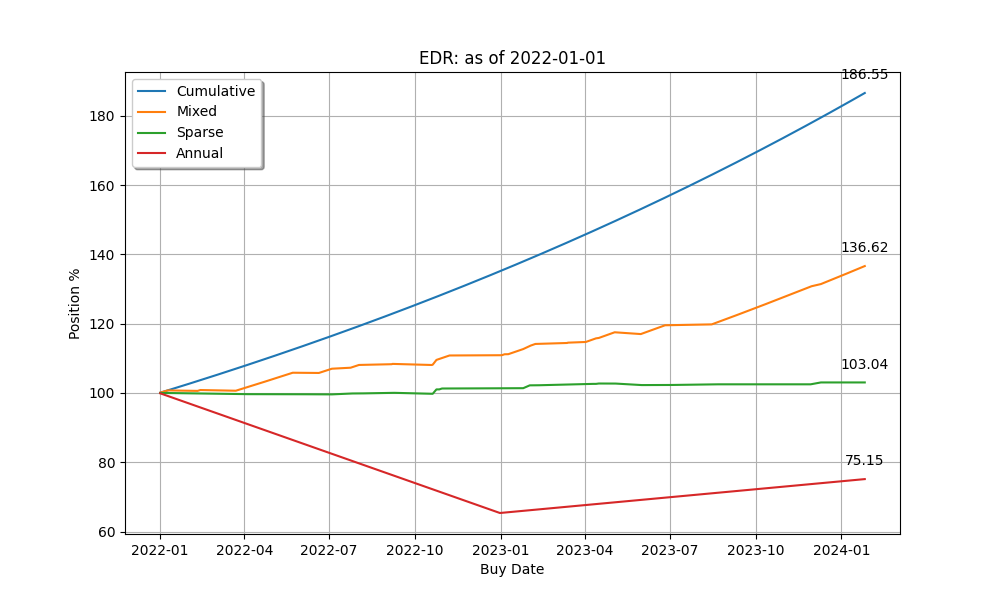 EDR: as of 2022-01-01
Cumulative
Mixed
Sparse
Annual
186.55
136.62
103.04
75.15
Position %
180
160
140
120
100
80
60
2022-01
2022-04
2022-07
2022-10
2023-01
2023-04
2023-07
2023-10
2024-01
Buy Date